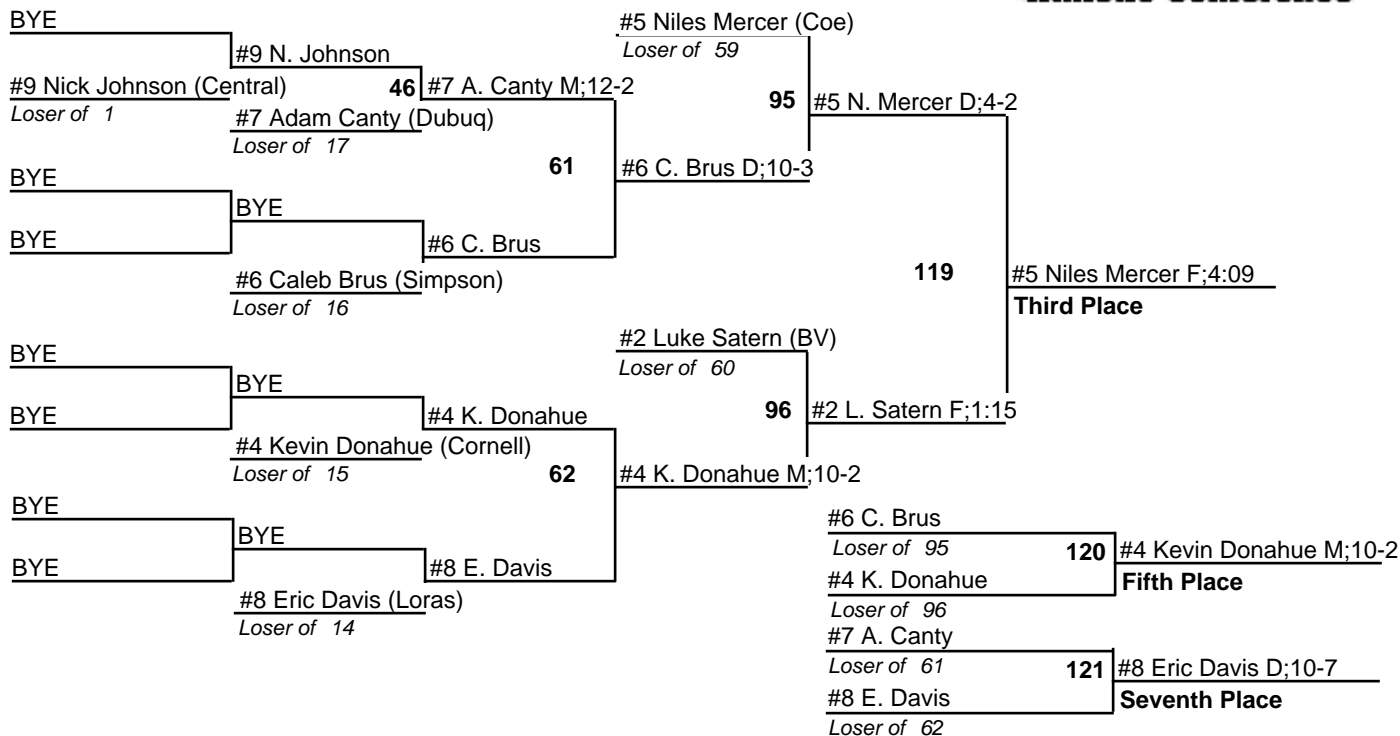 BYE
#5 Niles Mercer (Coe)
Loser of 59
#9 N. Johnson
#9 Nick Johnson (Central)
Loser of 1
46
#7 A. Canty M;12-2
#7 Adam Canty (Dubuq)
Loser of 17
95
#5 N. Mercer D;4-2
61
#6 C. Brus D;10-3
BYE
BYE
BYE
#6 C. Brus
#6 Caleb Brus (Simpson)
Loser of 16
119
#5 Niles Mercer F;4:09
Third Place
BYE
#2 Luke Satern (BV)
Loser of 60
BYE
BYE
#4 K. Donahue
96
#2 L. Satern F;1:15
#4 Kevin Donahue (Cornell)
Loser of 15
62
#4 K. Donahue M;10-2
BYE
BYE
BYE
#8 E. Davis
#8 Eric Davis (Loras)
Loser of 14
#6 C. Brus
Loser of 95
120
#4 Kevin Donahue M;10-2
Fifth Place
#4 K. Donahue
Loser of 96
#7 A. Canty
Loser of 61
121
#8 Eric Davis D;10-7
Seventh Place
#8 E. Davis
Loser of 62